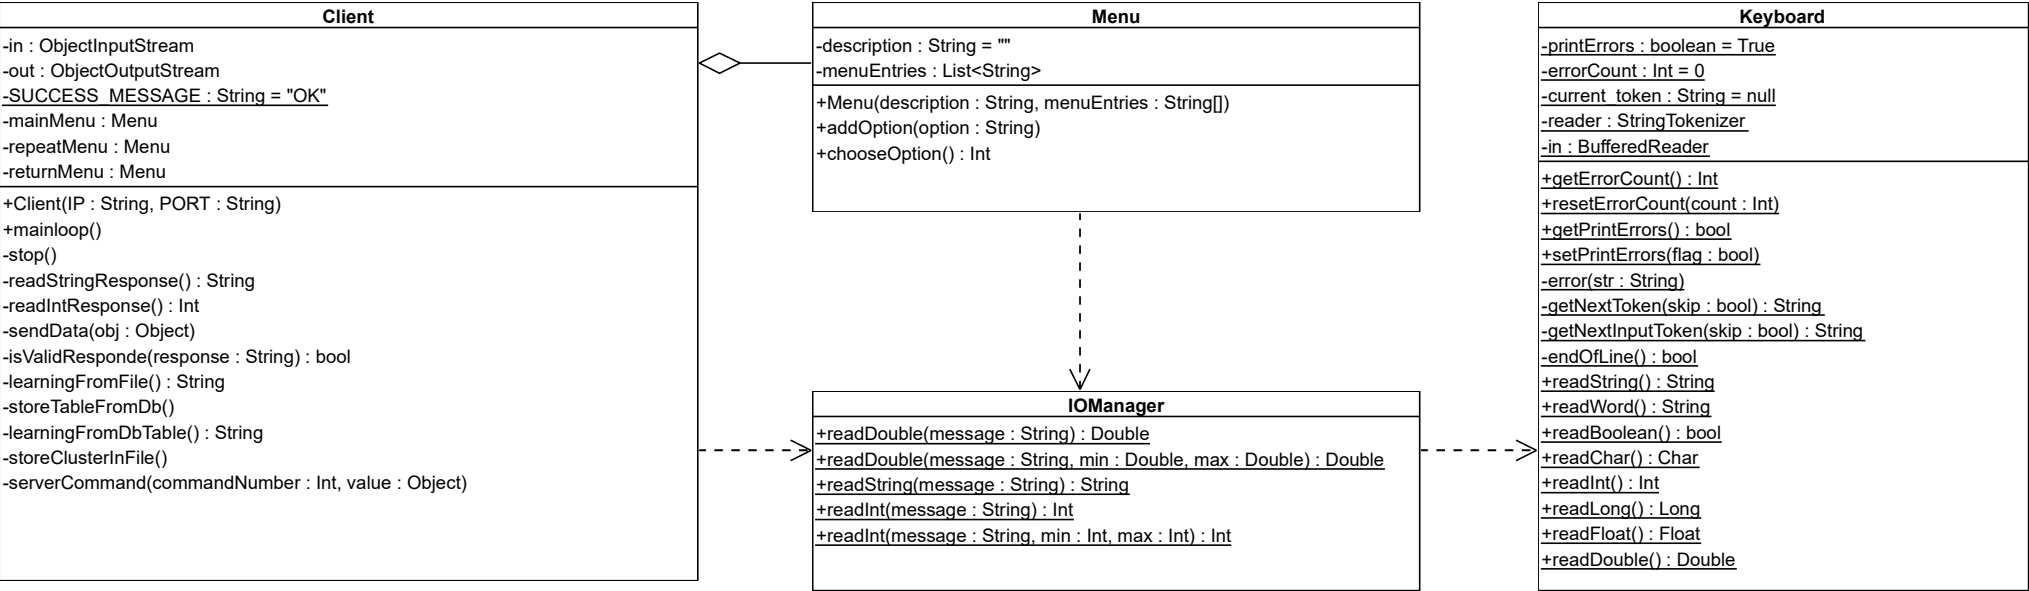 Client
-in : ObjectInputStream
-out : ObjectOutputStream
-SUCCESS_MESSAGE : String = "OK"
-mainMenu : Menu
-repeatMenu : Menu
-returnMenu : Menu
+Client(IP : String, PORT : String)
+mainloop()
-stop()
-readStringResponse() : String
-readIntResponse() : Int
-sendData(obj : Object)
-isValidResponde(response : String) : bool
-learningFromFile() : String
-storeTableFromDb()
-learningFromDbTable() : String
-storeClusterInFile()
-serverCommand(commandNumber : Int, value : Object)
Menu
-description : String = ""
-menuEntries : List<String>
+Menu(description : String, menuEntries : String[])
+addOption(option : String)
+chooseOption() : Int
IOManager
+readDouble(message : String) : Double
+readDouble(message : String, min : Double, max : Double) : Double
+readString(message : String) : String
+readInt(message : String) : Int
+readInt(message : String, min : Int, max : Int) : Int
Keyboard
-printErrors : boolean = True
-errorCount : Int = 0
-current_token : String = null
-reader : StringTokenizer
-in : BufferedReader
+getErrorCount() : Int
+resetErrorCount(count : Int)
+getPrintErrors() : bool
+setPrintErrors(flag : bool)
-error(str : String)
-getNextToken(skip : bool) : String
-getNextInputToken(skip : bool) : String
-endOfLine() : bool
+readString() : String
+readWord() : String
+readBoolean() : bool
+readChar() : Char
+readInt() : Int
+readLong() : Long
+readFloat() : Float
+readDouble() : Double